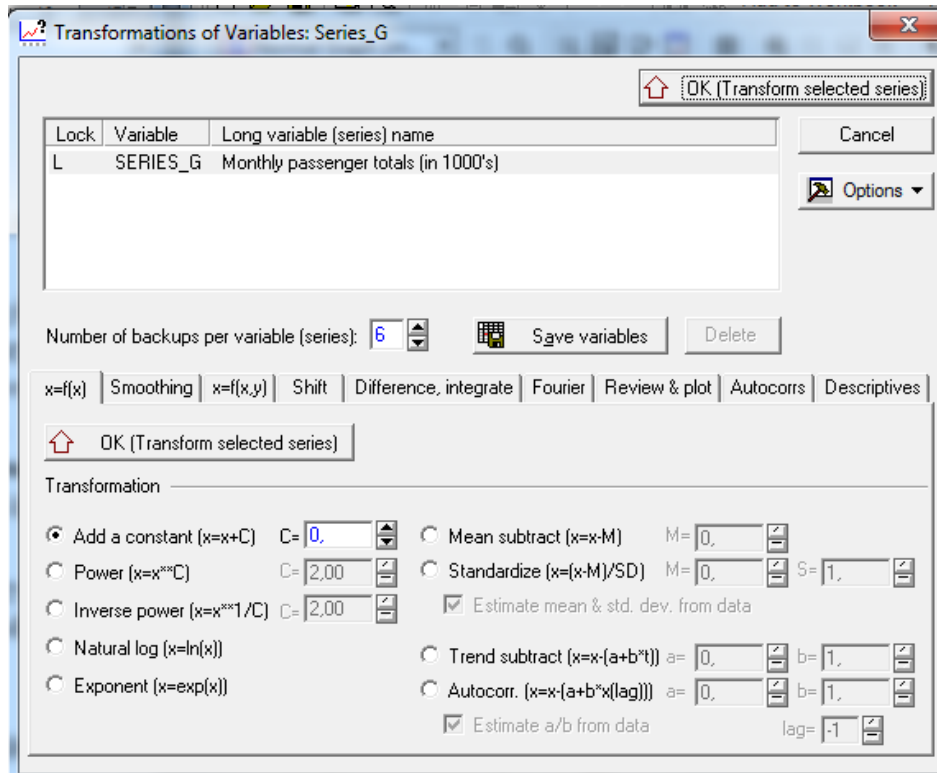 Transformations of Variables: Series_G
OK (Transform selected series)
Lock Variable Long variable (series) name
L SERIES_G Monthly passenger totals (in 1000's)
Cancel
Options
Number of backups per variable (series): 6 Save variables Delete
x=f(x) Smoothing x=f(x,y) Shift Difference, integrate Fourier Review & plot Autocorrs Descriptives
OK (Transform selected series)
Transformation
Add a constant (x=x+C) C= 0, Mean subtract (x=x-M) M= 0,
Power (x=x**C) C= 2,00 Standardize (x=(x-M)/SD) M= 0, S= 1,
Inverse power (x=x**1/C) C= 2,00 Estimate mean & std. dev. from data
Natural log (x=ln(x)) Trend subtract (x=x-(a+b*t)) a= 0, b= 1,
Exponent (x=exp(x)) Autocorr. (x=x-(a+b*x(lag))) a= 0, b= 1,
Estimate a/b from data lag= -1